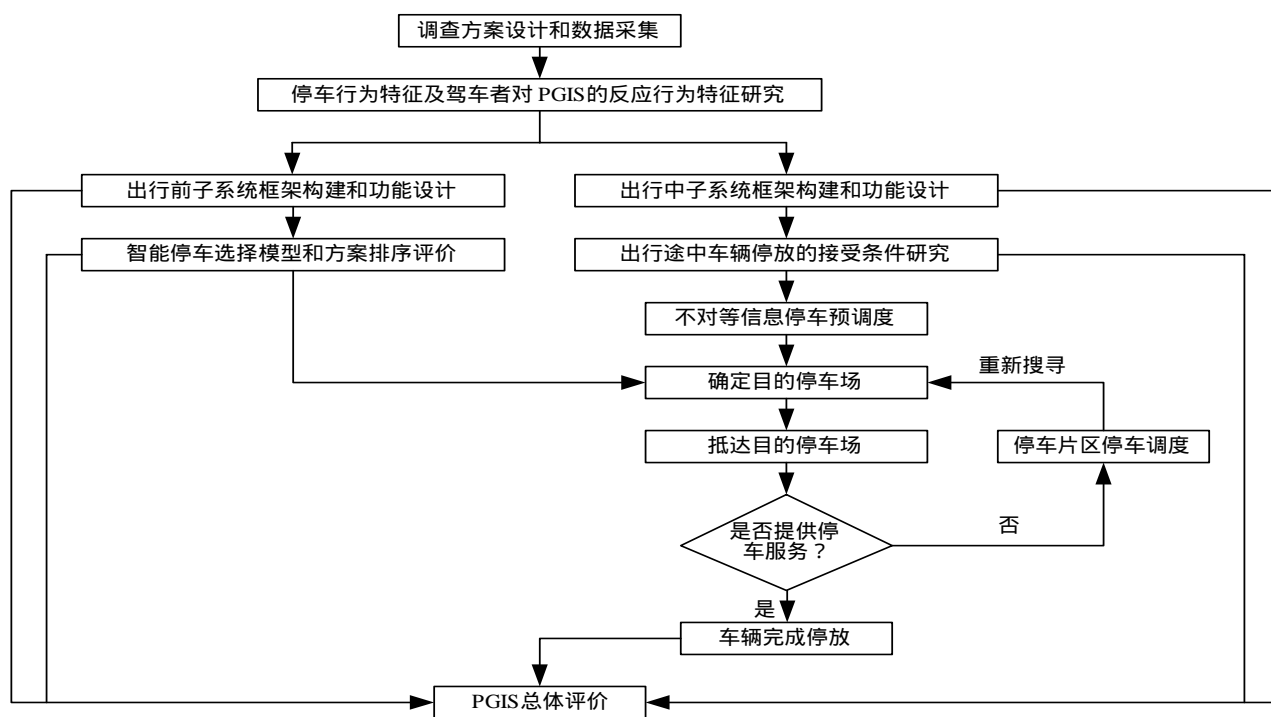 调查方案设计和数据采集
停车行为特征及驾车者对 PGIS的反应行为特征研究
出行前子系统框架构建和功能设计
出行中子系统框架构建和功能设计
智能停车选择模型和方案排序评价
出行途中车辆停放的接受条件研究
不对等信息停车预调度
重新搜寻
确定目的停车场
抵达目的停车场
停车片区停车调度
是否提供停
车服务？
否
是
车辆完成停放
PGIS总体评价